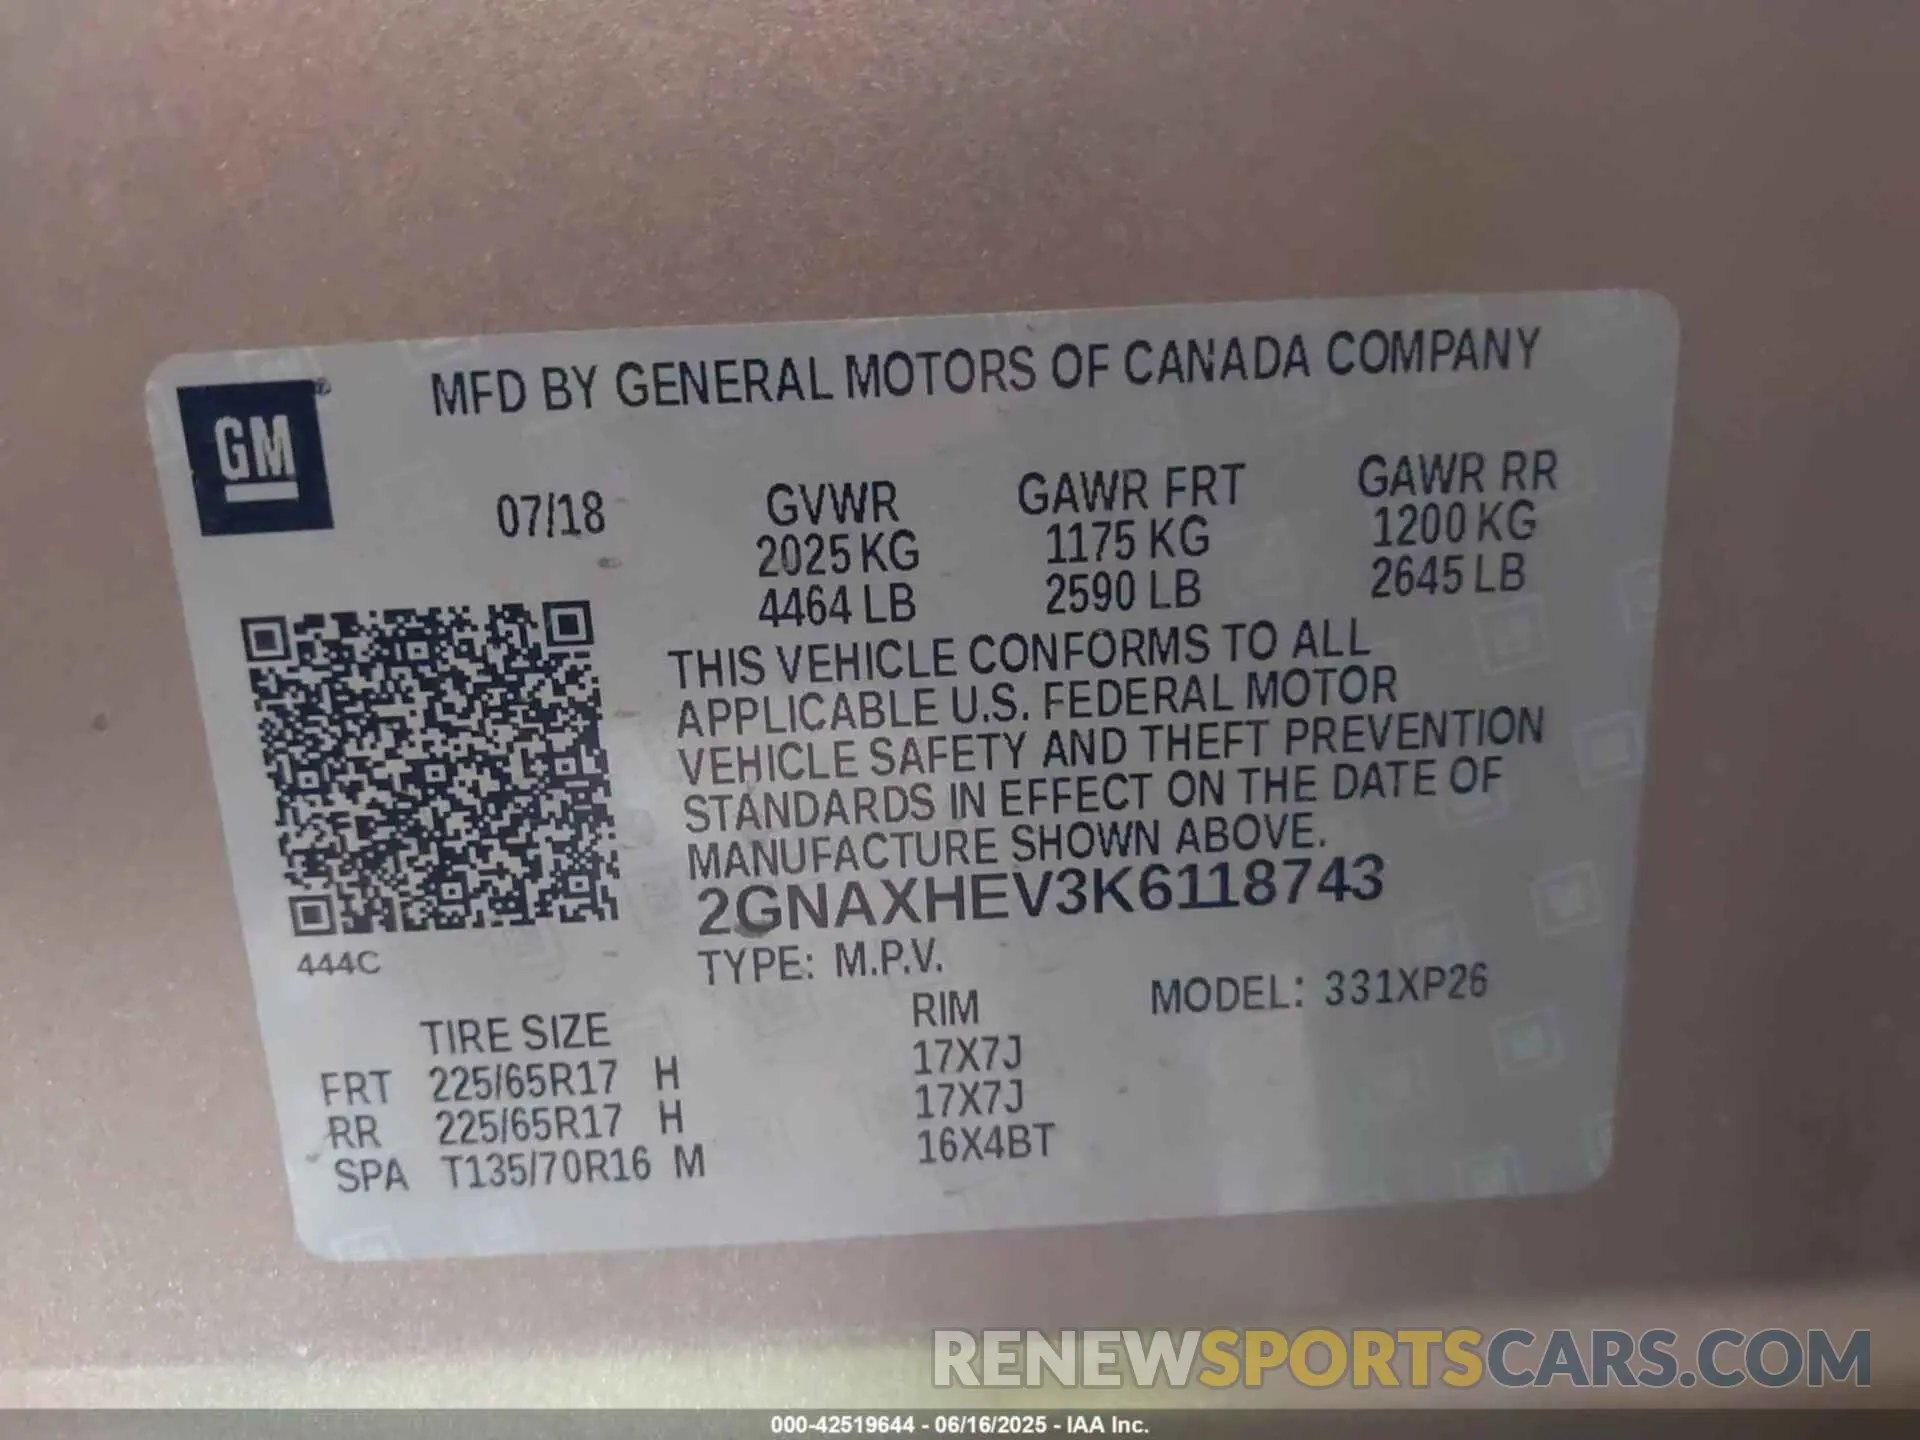 MFD BY GENERAL MOTORS OF CANADA COMPANY
GM®
07/18
GVWR GAWR FRT GAWR RR
2025 KG 1175 KG 1200 KG
4464 LB 2590 LB 2645 LB
THIS VEHICLE CONFORMS TO ALL
APPLICABLE U.S. FEDERAL MOTOR
VEHICLE SAFETY AND THEFT PREVENTION
STANDARDS IN EFFECT ON THE DATE OF
MANUFACTURE SHOWN ABOVE.
2GNAXHEV3K6118743
444C
TYPE: M.P.V.
MODEL: 331XP26
TIRE SIZE RIM
FRT 225/65R17 H 17X7J
RR 225/65R17 H 17X7J
SPA T135/70R16 M 16X4BT
RENEWSPORTSCARS.COM
000-42519644 - 06/16/2025 - IAA Inc.